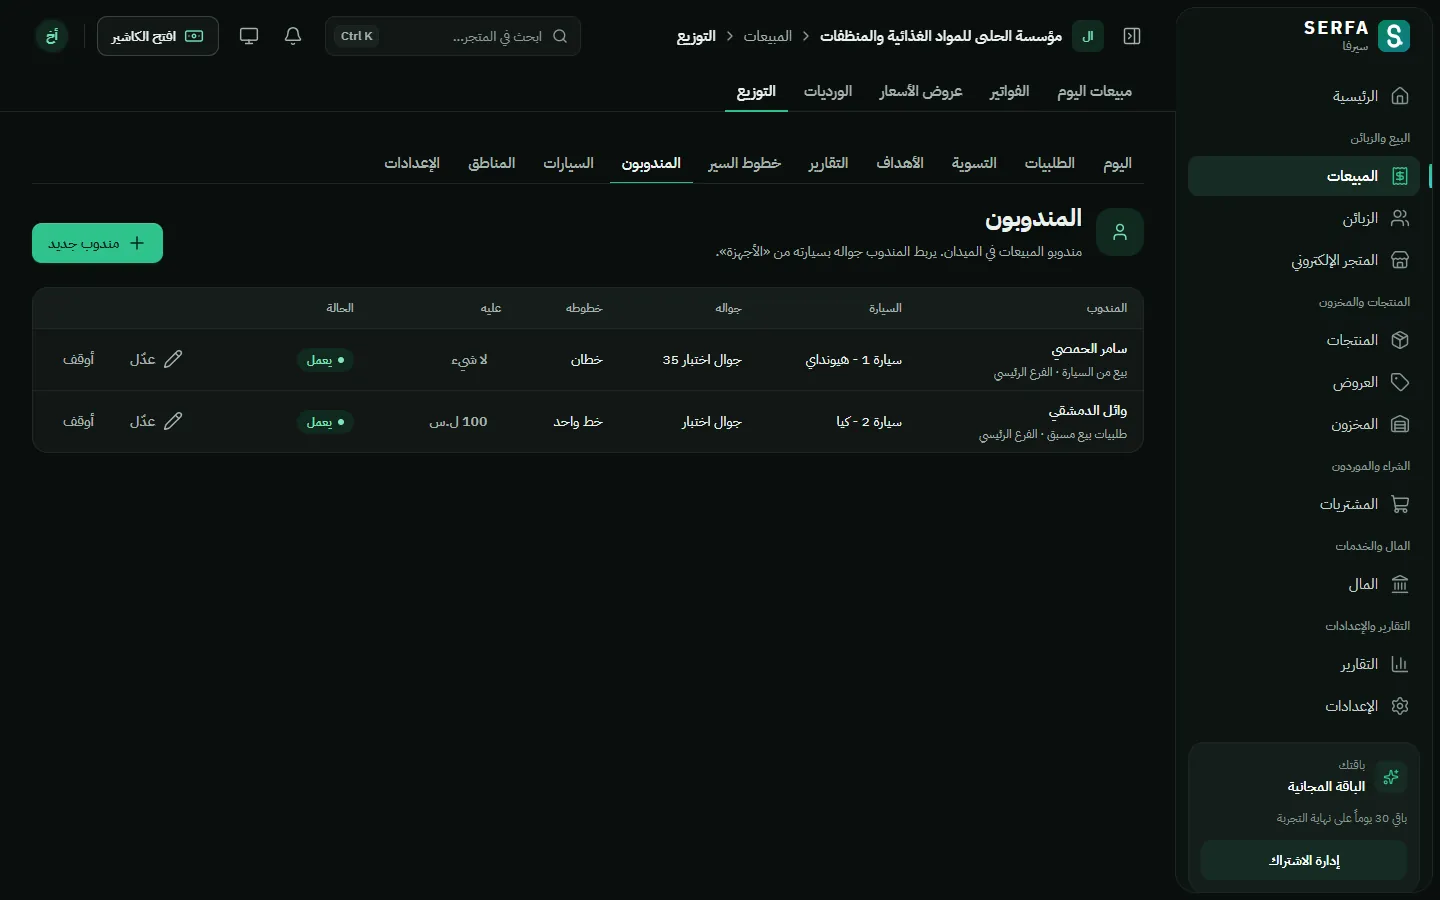 SERFA
سيرفا
الرئيسية
البيع والزبائن
المبيعات
الزبائن
المتجر الإلكتروني
المنتجات والمخزون
المنتجات
العروض
المخزون
الشراء والموردون
المشتريات
المال والخدمات
المال
التقارير والإعدادات
التقارير
الإعدادات
باقتك
الباقة المجانية
باقي 30 يوماً على نهاية التجربة
إدارة الاشتراك
ال مؤسسة الحلبي للمواد الغذائية والمنظفات المبيعات التوزيع
ابحث في المتجر... Ctrl K
افتح الكاشير
أخ
مبيعات اليوم الفواتير عروض الأسعار الورديات التوزيع
اليوم الطلبيات التسوية الأهداف التقارير خطوط السير المندوبون السيارات المناطق الإعدادات
المندوبون
مندوبو المبيعات في الميدان. يربط المندوب جواله بسيارته من «الأجهزة».
مندوب جديد
المندوب السيارة جواله خطوطه عليه الحالة
سامر الحمصي
بيع من السيارة · الفرع الرئيسي
سيارة 1 - هيونداي جوال اختبار 35 خطان لا شيء يعمل عدّل أوقف
وائل الدمشقي
طلبيات بيع مسبق · الفرع الرئيسي
سيارة 2 - كيا جوال اختبار خط واحد 100 ل.س يعمل عدّل أوقف